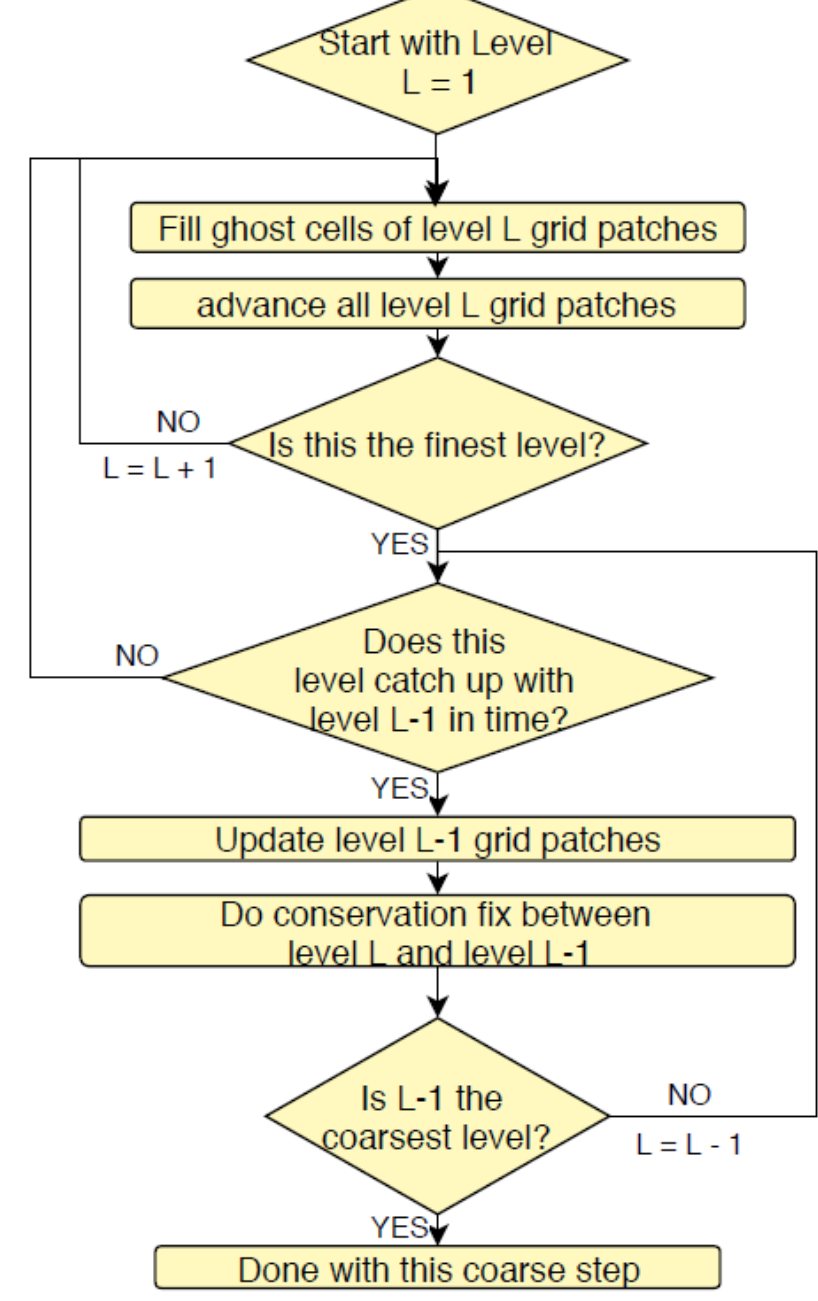 Start with Level
L = 1
Fill ghost cells of level L grid patches
advance all level L grid patches
NO
Is this the finest level?
L = L + 1
YES
Does this
NO
level catch up with
level L-1 in time?
YES
Update level L-1 grid patches
Do conservation fix between
level L and level L-1
Is L-1 the
NO
coarsest level?
L = L - 1
YES
Done with this coarse step